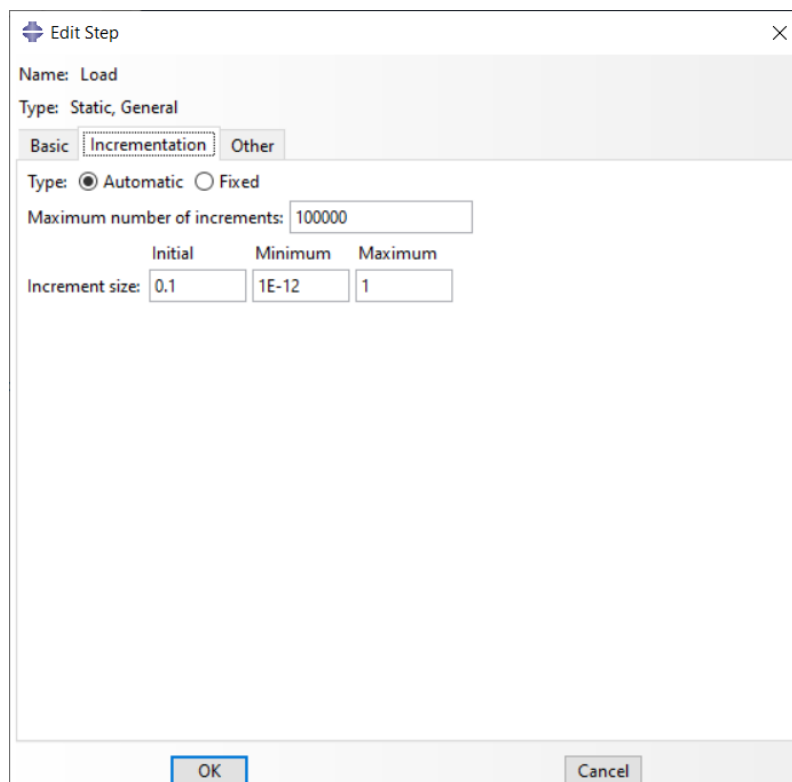 Edit Step
Name: Load
Type: Static, General
Basic Incrementation Other
Type: Automatic Fixed
Maximum number of increments: 100000
Initial Minimum Maximum
Increment size: 0.1 1E-12 1
OK Cancel